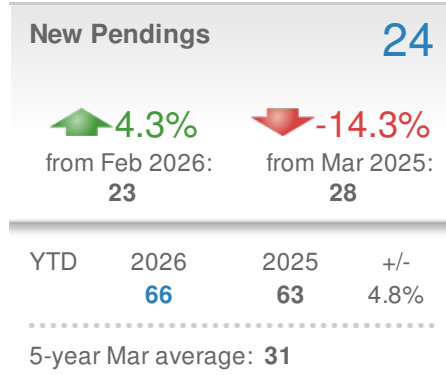 New Pendings 24
4.3% -14.3%
from Feb 2026: from Mar 2025:
23 28
YTD 2026 2025 +/-
66 63 4.8%
5-year Mar average: 31